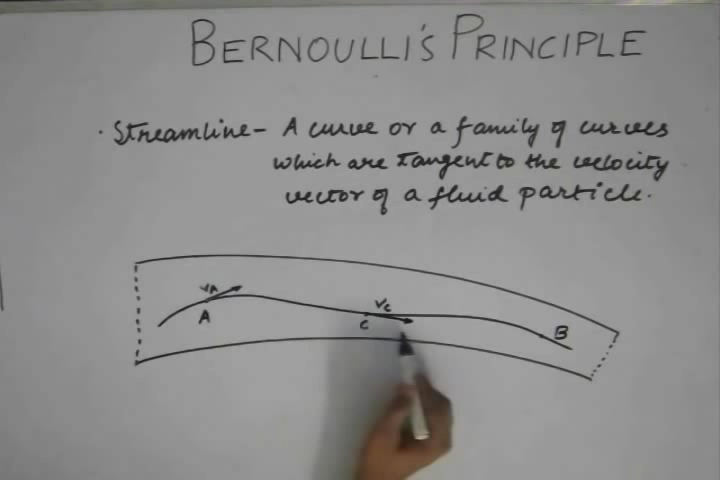 BERNOULLI'S PRINCIPLE
· Streamline - A curve or a family of curves
which are tangent to the velocity
vector of a fluid particle.
VA
A
VC
C
B